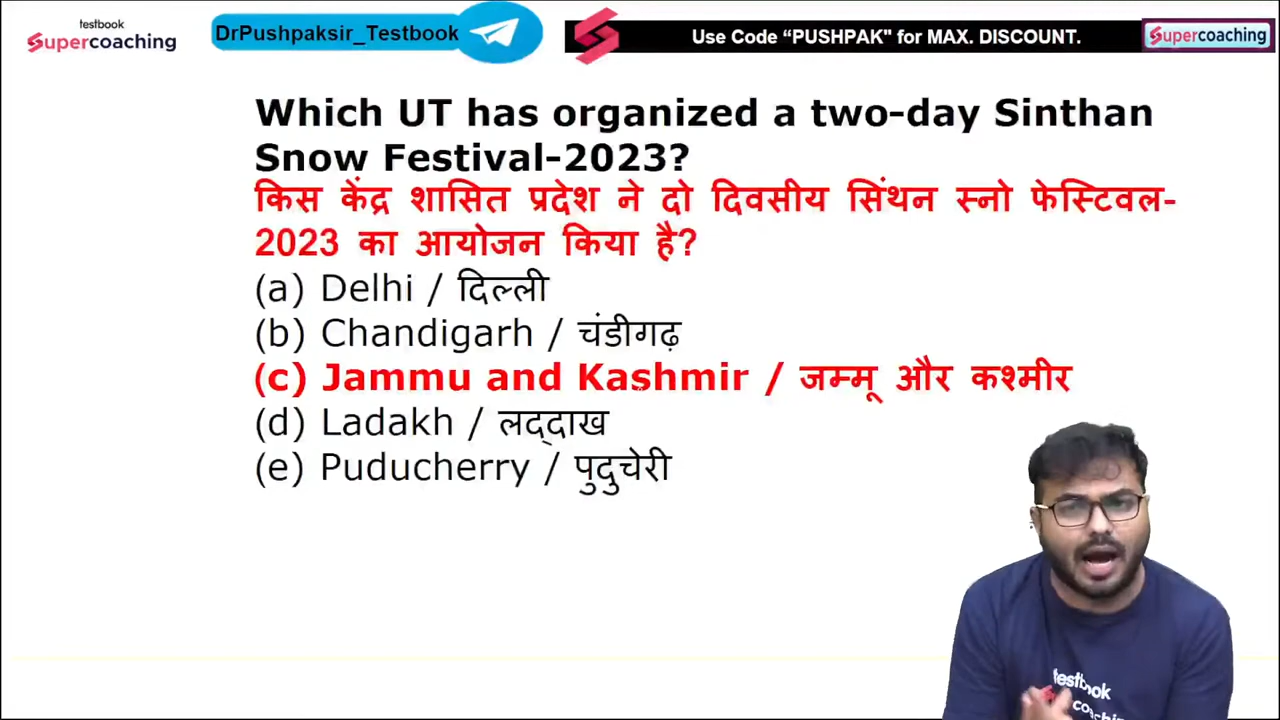 testbook
Supercoaching
DrPushpaksir_Testbook
Use Code “PUSHPAK" for MAX. DISCOUNT.
Supercoaching
Which UT has organized a two-day Sinthan
Snow Festival-2023?
किस केंद्र शासित प्रदेश ने दो दिवसीय सिंथन स्नो फेस्टिवल-
2023 का आयोजन किया है?
(a) Delhi / दिल्ली
(b) Chandigarh / चंडीगढ़
(c) Jammu and Kashmir / जम्मू और कश्मीर
(d) Ladakh / लद्दाख
(e) Puducherry / पुदुचेरी
testbook